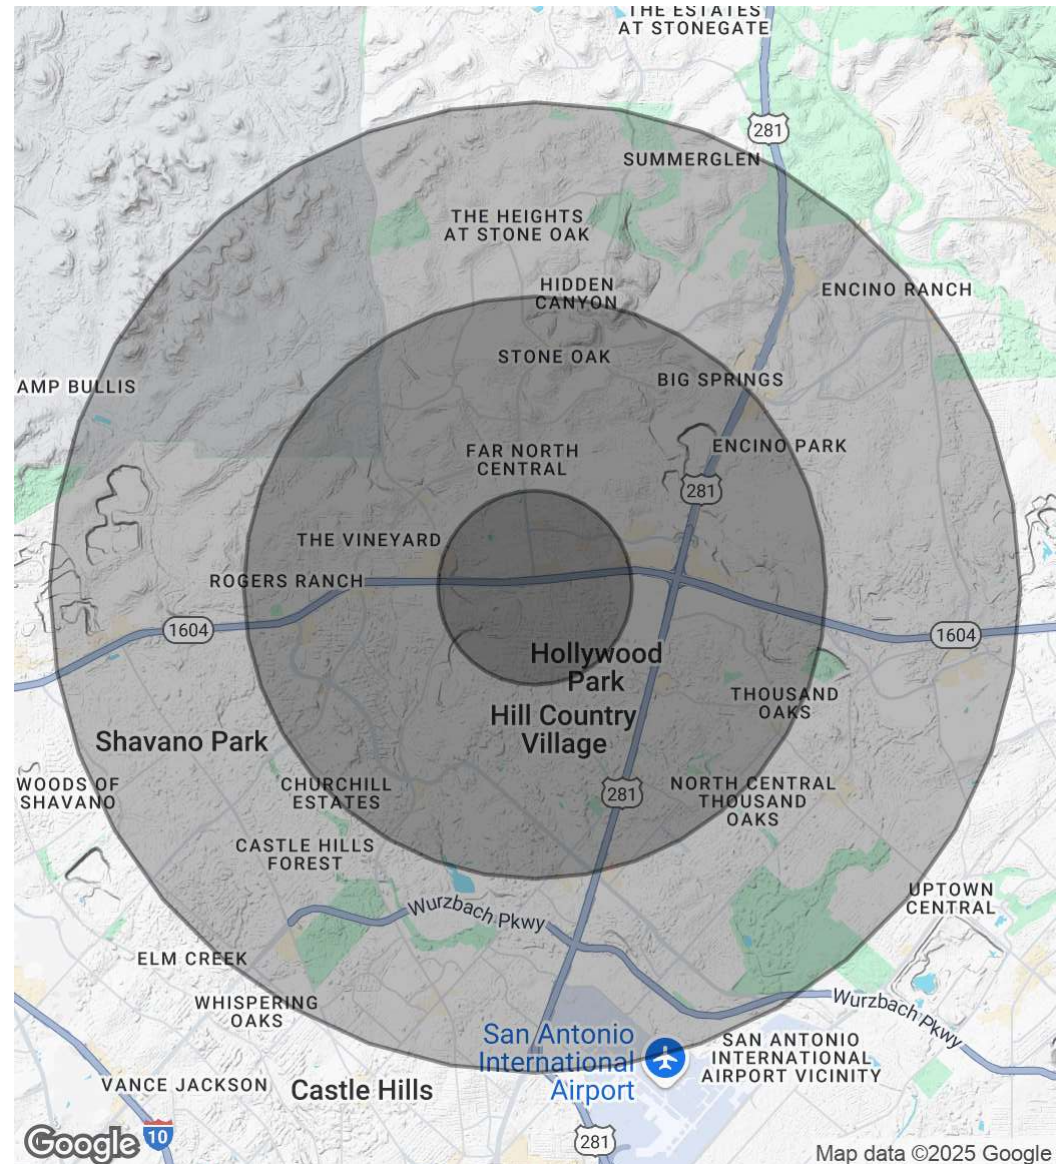 THE ESTATES
AT STONEGATE
281
SUMMERGLEN
THE HEIGHTS
AT STONE OAK
HIDDEN
CANYON
ENCINO RANCH
STONE OAK
BIG SPRINGS
AMP BULLIS
FAR NORTH
CENTRAL
ENCINO PARK
281
THE VINEYARD
ROGERS RANCH
1604
1604
Hollywood
Park
THOUSAND
OAKS
Hill Country
Village
Shavano Park
WOODS OF
SHAVANO
CHURCHILL
ESTATES
281
NORTH CENTRAL
THOUSAND
OAKS
CASTLE HILLS
FOREST
UPTOWN
CENTRAL
Wurzbach Pkwy
ELM CREEK
WHISPERING
OAKS
Wurzbach Pkwy
San Antonio
International
Airport
SAN ANTONIO
INTERNATIONAL
AIRPORT VICINITY
VANCE JACKSON
Castle Hills
Google
10
281
Map data ©2025 Google